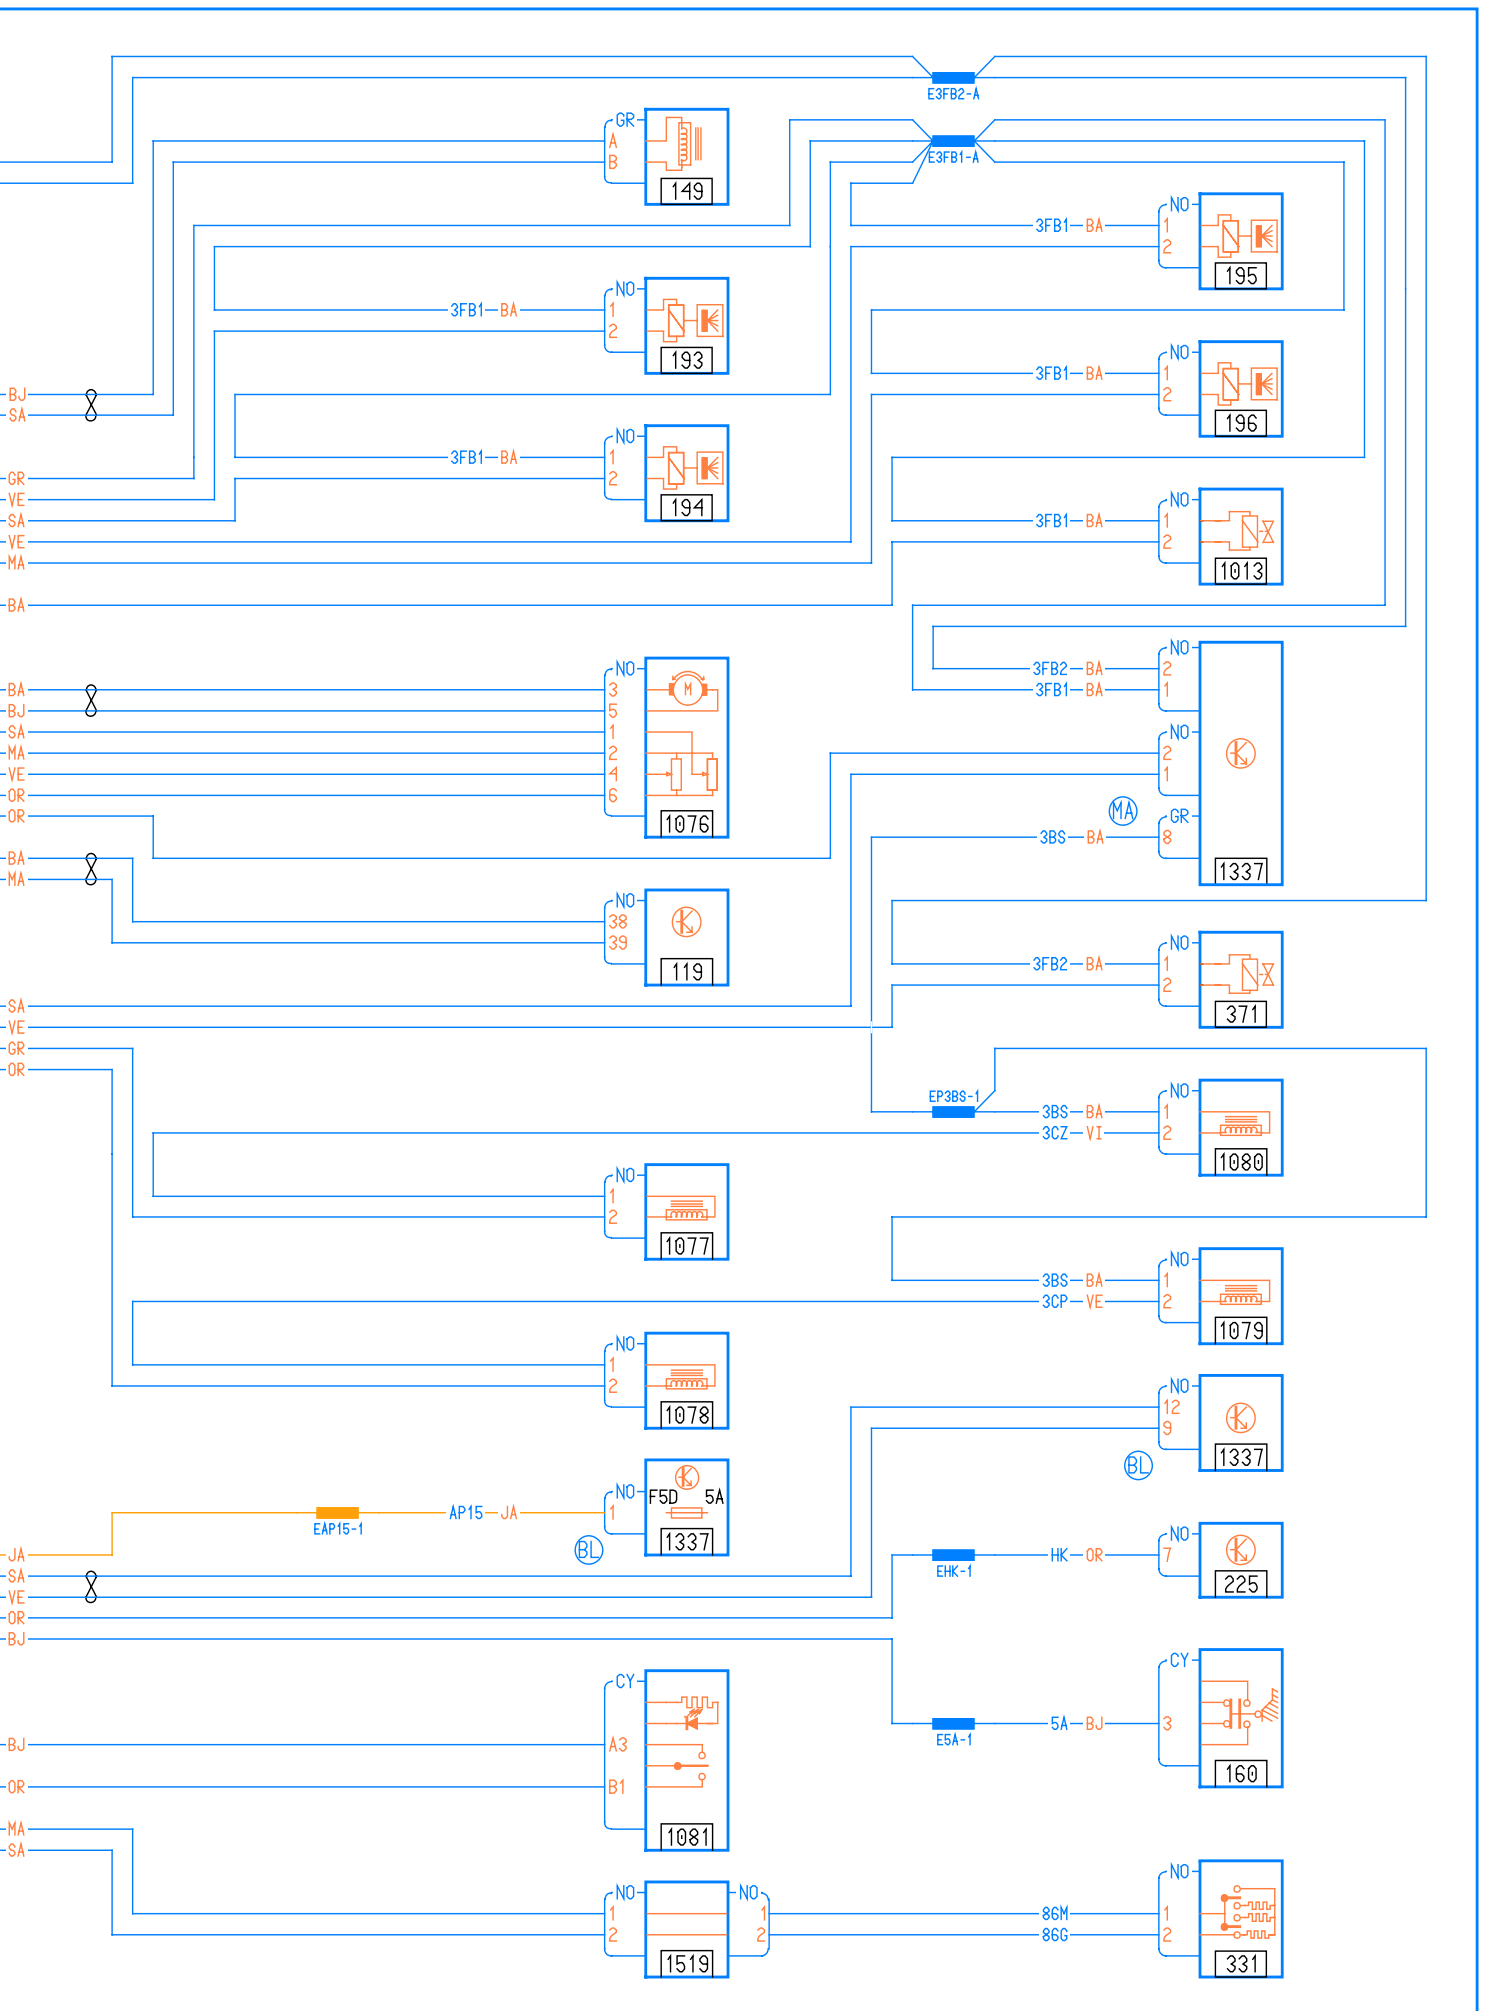 E3FB2-A
GR
A
B
149
E3FB1-A
NO
3FB1 BA 1
2
195
NO
3FB1 BA 1
2
193
NO
3FB1 BA 1
2
196
BJ
SA
NO
3FB1 BA 1
2
194
GR
VE
SA
VE
MA
NO
3FB1 BA 1
2
1013
BA
NO
3FB2 BA 2
3FB1 BA 1
NO
2
1
MA
GR
3BS BA 8
1337
BA
BJ
SA
MA
VE
OR
OR
NO
3
5
1
2
4
6
M
1076
BA
MA
NO
38
39
119
NO
3FB2 BA 1
2
371
SA
VE
GR
OR
EP3BS-1
NO
3BS BA 1
3CZ VI 2
1080
NO
1
2
1077
NO
3BS BA 1
3CP VE 2
1079
NO
1
2
1078
NO
12
9
BL
1337
EAP15-1
AP15 JA
NO
1
F5D 5A
BL
1337
JA
SA
VE
OR
BJ
EHK-1
HK OR
NO
7
225
CY
A3
B1
1081
E5A-1
5A BJ
CY
3
160
BJ
OR
MA
SA
NO
1
2
1519
NO
1
2
86M
86G
NO
1
2
331